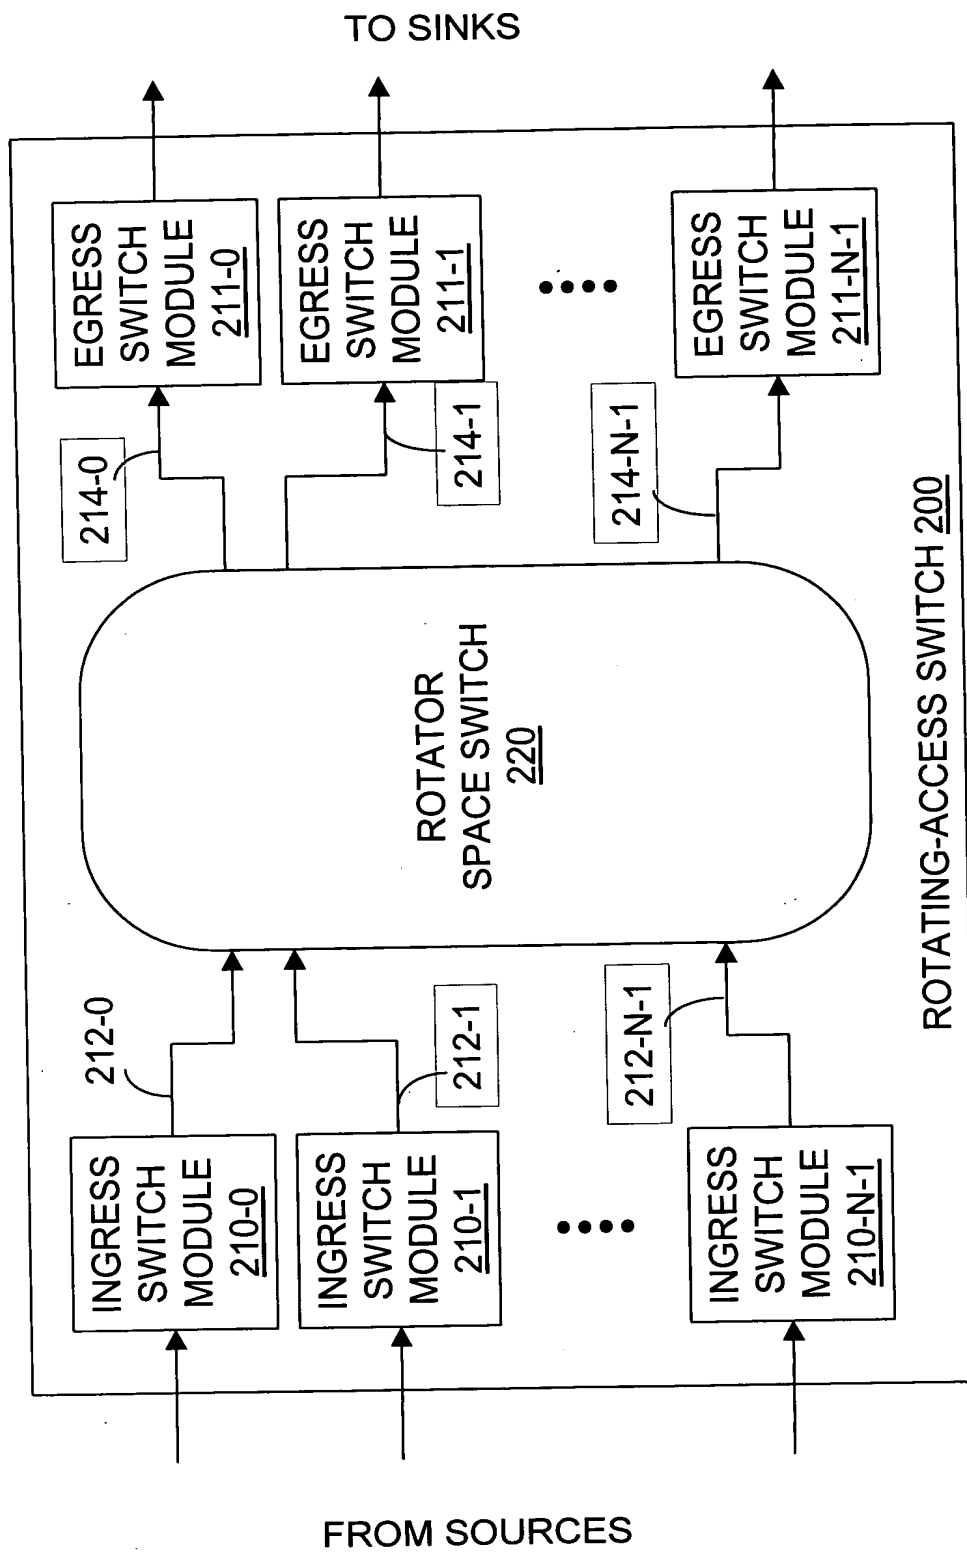 TO SINKS
EGRESS
SWITCH
MODULE
211-0
EGRESS
SWITCH
MODULE
211-1
EGRESS
SWITCH
MODULE
211-N-1
214-0
214-1
214-N-1
ROTATOR
SPACE SWITCH
220
ROTATING-ACCESS SWITCH 200
212-0
212-1
212-N-1
INGRESS
SWITCH
MODULE
210-0
INGRESS
SWITCH
MODULE
210-1
INGRESS
SWITCH
MODULE
210-N-1
FROM SOURCES